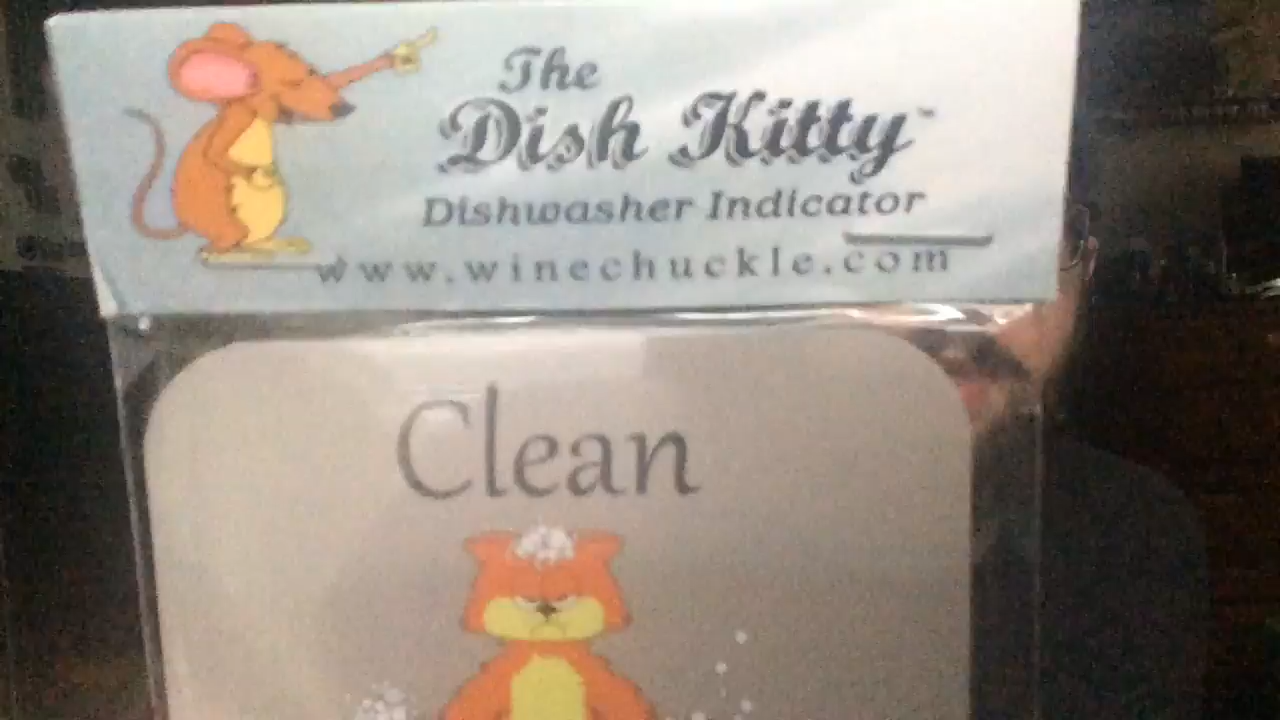 The
Dish Kitty™
Dishwasher Indicator
www.winechuckle.com
Clean